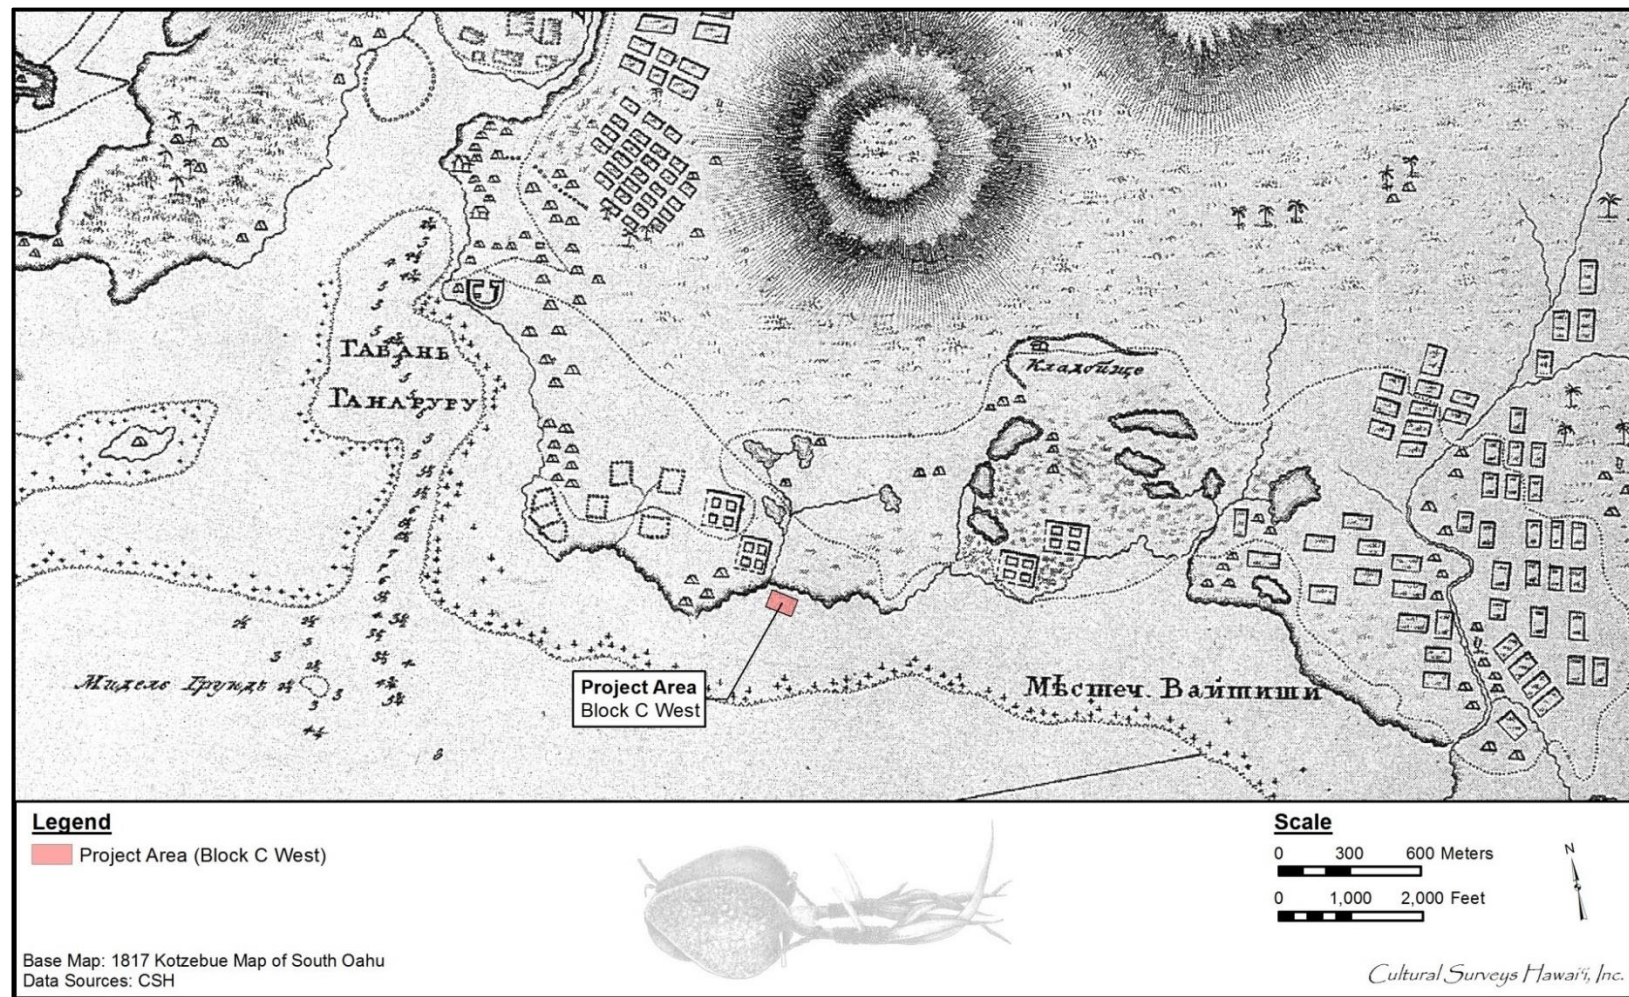 ГАВАНЬ
ГАНАРУРУ
Кладбище
Мидель Грундъ
Мѣстеч. Вайтиши
Project Area
Block C West
Legend
Project Area (Block C West)
Base Map: 1817 Kotzebue Map of South Oahu
Data Sources: CSH
Scale
0 300 600 Meters
0 1,000 2,000 Feet
N
Cultural Surveys Hawaiʻi, Inc.